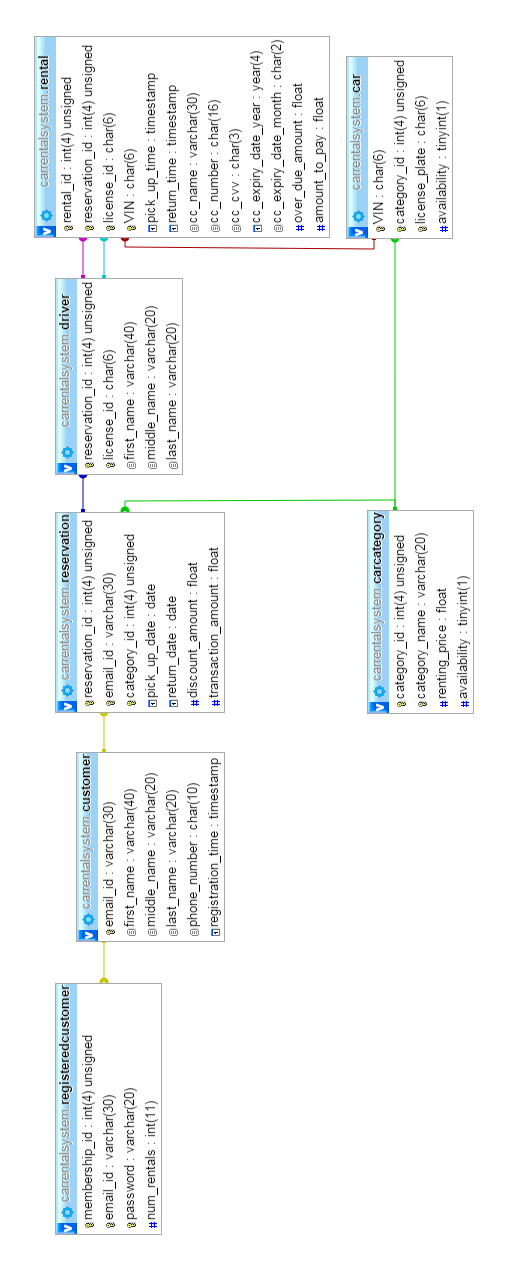 carrentalsystem.registeredcustomer
membership_id : int(4) unsigned
email_id : varchar(30)
password : varchar(20)
num_rentals : int(11)
carrentalsystem.customer
email_id : varchar(30)
first_name : varchar(40)
middle_name : varchar(20)
last_name : varchar(20)
phone_number : char(10)
registration_time : timestamp
carrentalsystem.reservation
reservation_id : int(4) unsigned
email_id : varchar(30)
category_id : int(4) unsigned
pick_up_date : date
return_date : date
discount_amount : float
transaction_amount : float
carrentalsystem.driver
reservation_id : int(4) unsigned
license_id : char(6)
first_name : varchar(40)
middle_name : varchar(20)
last_name : varchar(20)
carrentalsystem.rental
rental_id : int(4) unsigned
reservation_id : int(4) unsigned
license_id : char(6)
VIN : char(6)
pick_up_time : timestamp
return_time : timestamp
cc_name : varchar(30)
cc_number : char(16)
cc_cvv : char(3)
cc_expiry_date_year : year(4)
cc_expiry_date_month : char(2)
over_due_amount : float
amount_to_pay : float
carrentalsystem.carcategory
category_id : int(4) unsigned
category_name : varchar(20)
renting_price : float
availability : tinyint(1)
carrentalsystem.car
VIN : char(6)
category_id : int(4) unsigned
license_plate : char(6)
availability : tinyint(1)